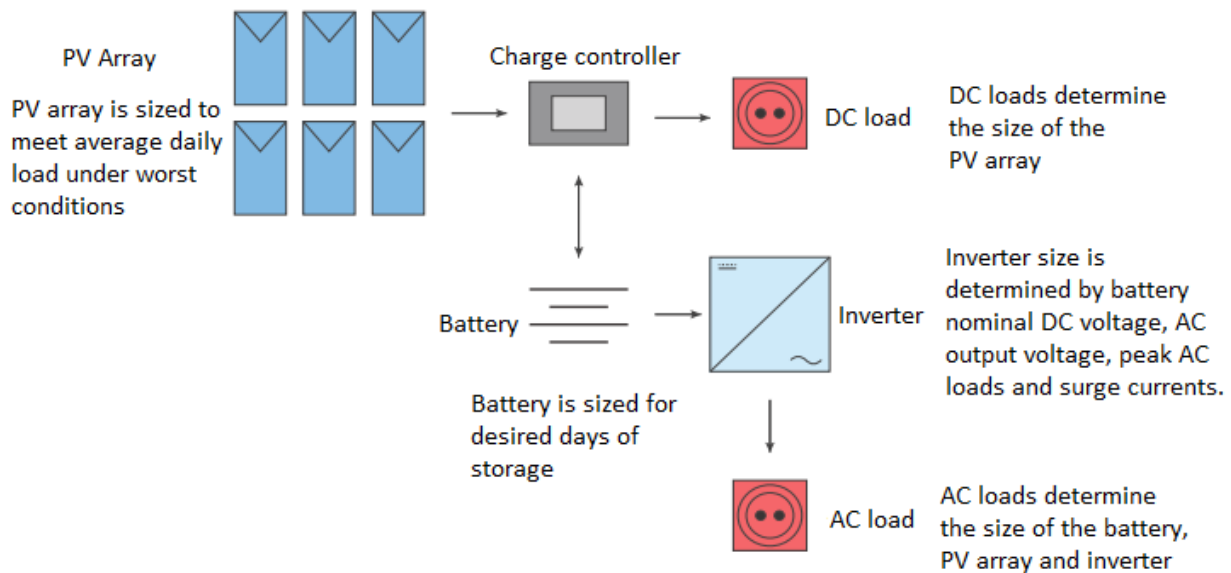 PV Array
PV array is sized to
meet average daily
load under worst
conditions
Charge controller
DC load
DC loads determine
the size of the
PV array
Battery
Battery is sized for
desired days of
storage
Inverter
Inverter size is
determined by battery
nominal DC voltage, AC
output voltage, peak AC
loads and surge currents.
AC load
AC loads determine
the size of the battery,
PV array and inverter